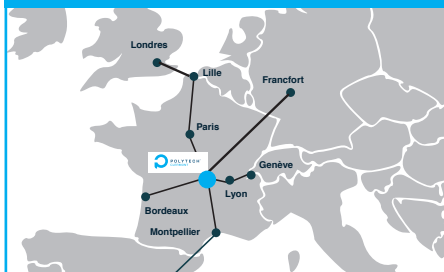 Londres
Lille
Francfort
Paris
POLYTECH
Genève
Lyon
Bordeaux
Montpellier